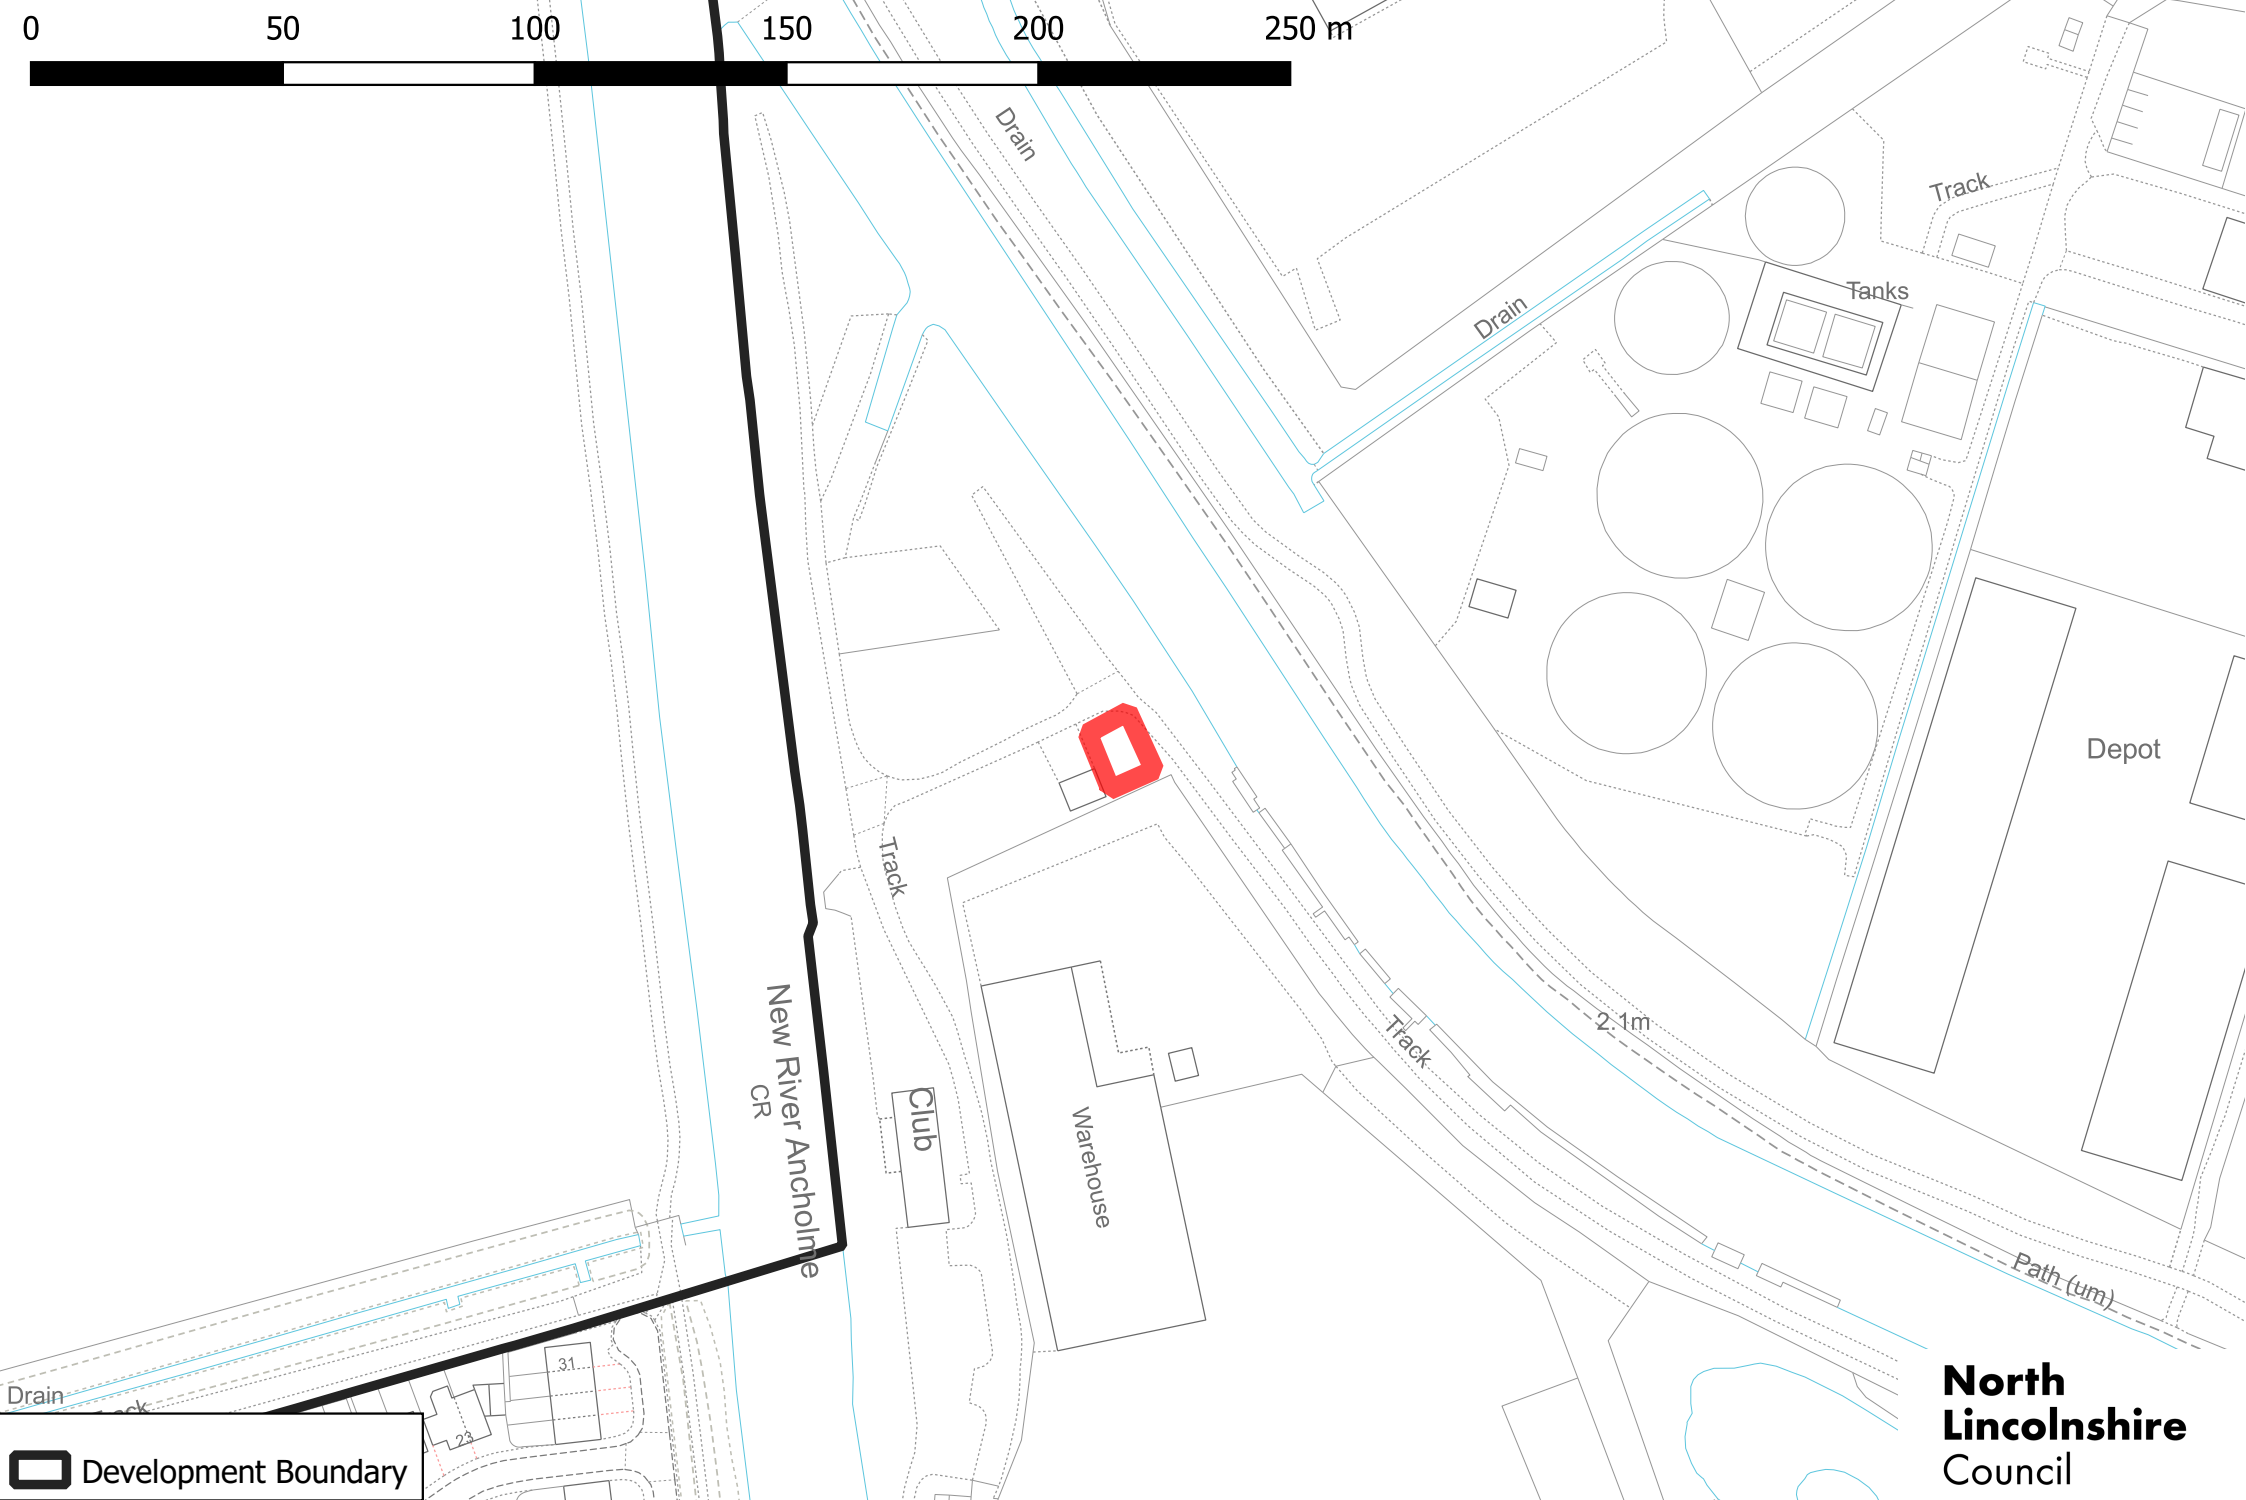 0 50 100 150 200 250 m
Drain
Track
Tanks
Drain
Depot
Track
2.1m
Track
New River Ancholme
CR
Club
Warehouse
Path (um)
31
23
Drain
Development Boundary
North
Lincolnshire
Council